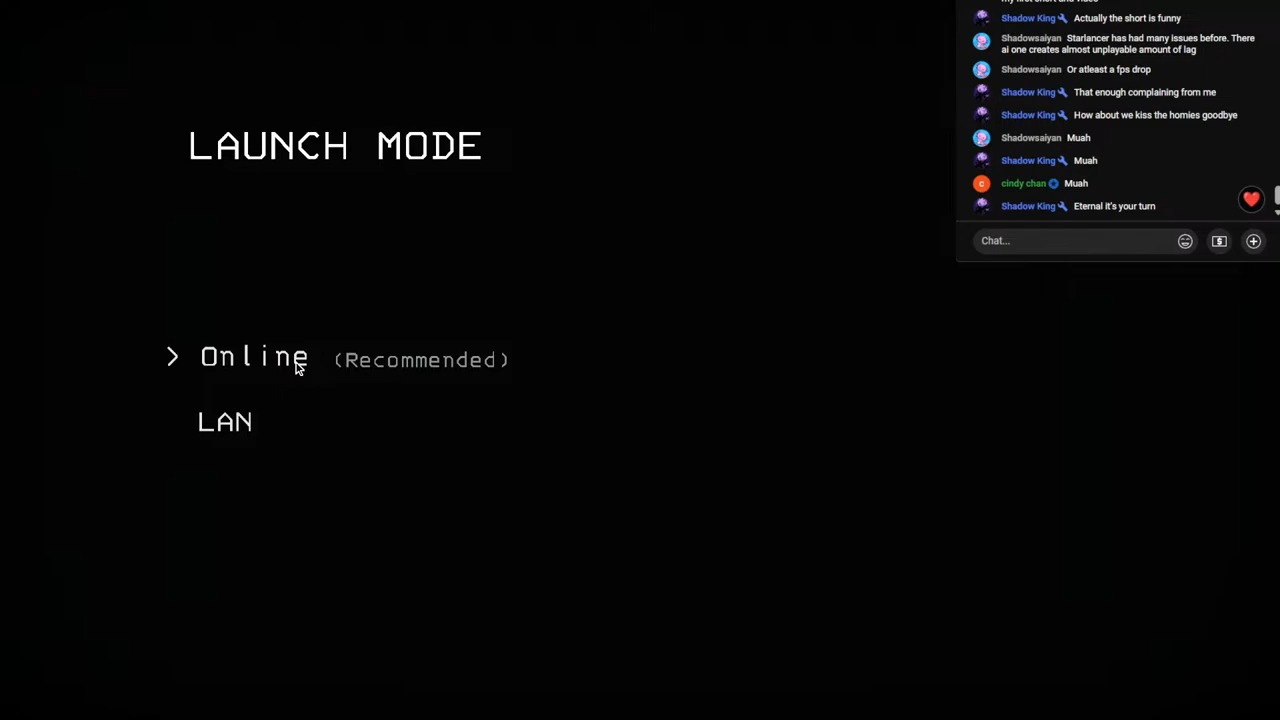 LAUNCH MODE
> Online (Recommended)
LAN
Shadow King Actually the short is funny
Shadowsaiyan Starlancer has had many issues before. There
ai one creates almost unplayable amount of lag
Shadowsaiyan Or atleast a fps drop
Shadow King That enough complaining from me
Shadow King How about we kiss the homies goodbye
Shadowsaiyan Muah
Shadow King Muah
C cindy chan Muah
Shadow King Eternal it's your turn
Chat...